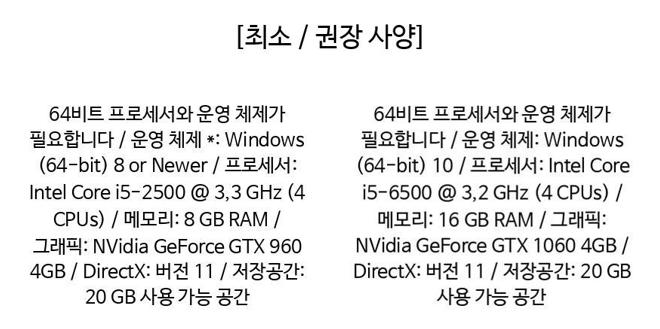 [최소 / 권장 사양]
64비트 프로세서와 운영 체제가
필요합니다 / 운영 체제 *: Windows
(64-bit) 8 or Newer / 프로세서:
Intel Core i5-2500 @ 3,3 GHz (4
CPUs) / 메모리: 8 GB RAM /
그래픽: NVidia GeForce GTX 960
4GB / DirectX: 버전 11 / 저장공간:
20 GB 사용 가능 공간
64비트 프로세서와 운영 체제가
필요합니다 / 운영 체제: Windows
(64-bit) 10 / 프로세서: Intel Core
i5-6500 @ 3,2 GHz (4 CPUs) /
메모리: 16 GB RAM / 그래픽:
NVidia GeForce GTX 1060 4GB /
DirectX: 버전 11 / 저장공간: 20 GB
사용 가능 공간